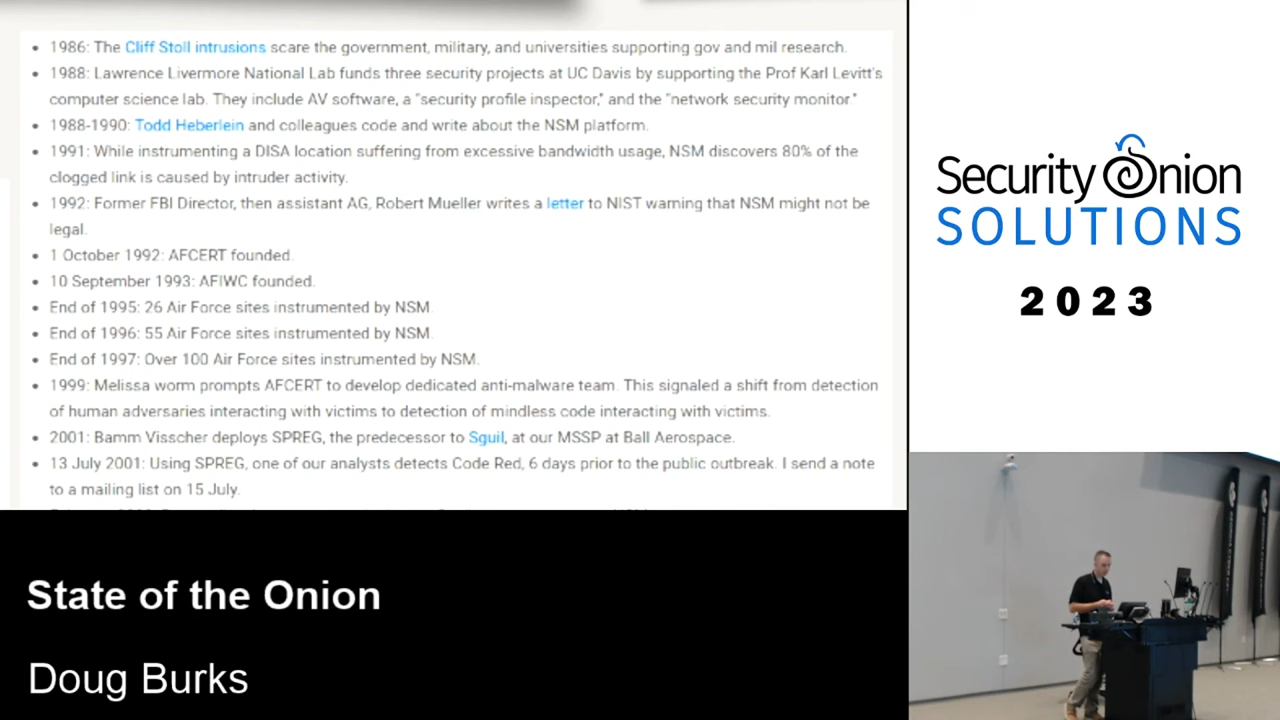 1986: The Cliff Stoll intrusions scare the government, military, and universities supporting gov and mil research.
1988: Lawrence Livermore National Lab funds three security projects at UC Davis by supporting the Prof Karl Levitt's
computer science lab. They include AV software, a "security profile inspector," and the "network security monitor."
1988-1990: Todd Heberlein and colleagues code and write about the NSM platform.
1991: While instrumenting a DISA location suffering from excessive bandwidth usage, NSM discovers 80% of the
clogged link is caused by intruder activity.
1992: Former FBI Director, then assistant AG, Robert Mueller writes a letter to NIST warning that NSM might not be
legal.
1 October 1992: AFCERT founded.
10 September 1993: AFIWC founded.
End of 1995: 26 Air Force sites instrumented by NSM.
End of 1996: 55 Air Force sites instrumented by NSM.
End of 1997: Over 100 Air Force sites instrumented by NSM.
1999: Melissa worm prompts AFCERT to develop dedicated anti-malware team. This signaled a shift from detection
of human adversaries interacting with victims to detection of mindless code interacting with victims.
2001: Bamm Visscher deploys SPREG, the predecessor to Sguil, at our MSSP at Ball Aerospace.
13 July 2001: Using SPREG, one of our analysts detects Code Red, 6 days prior to the public outbreak. I send a note
to a mailing list on 15 July.
Security Onion
SOLUTIONS
2023
State of the Onion
Doug Burks